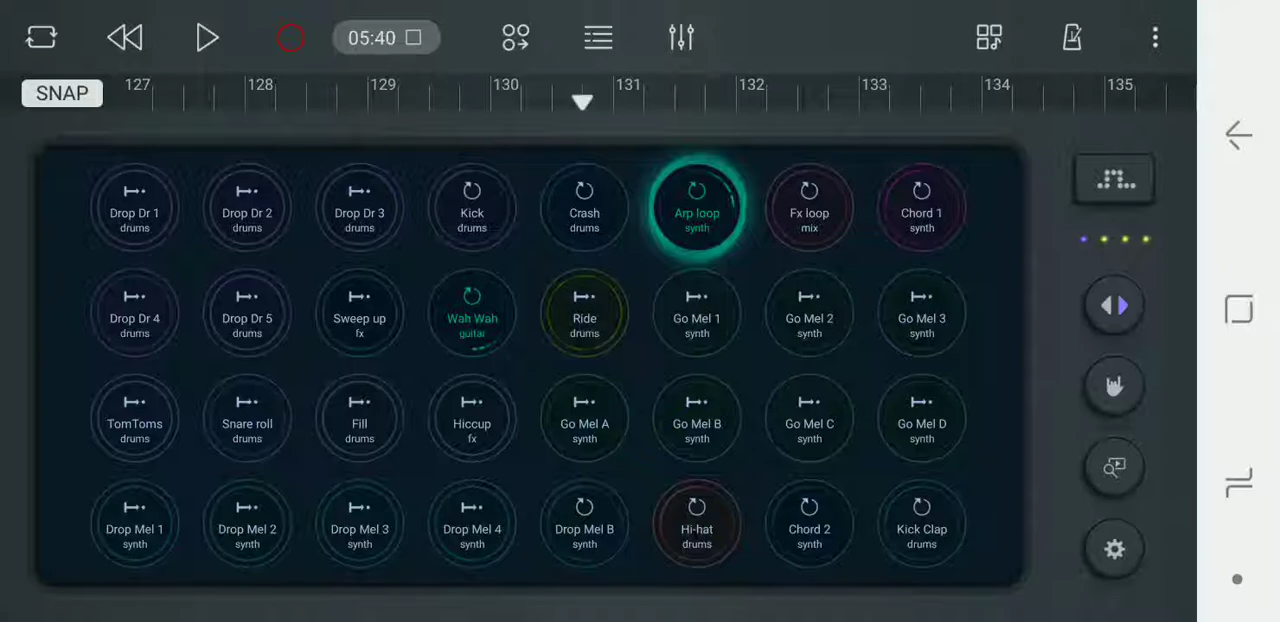 05:40
SNAP
127 128 129 130 131 132 133 134 135
Drop Dr 1 drums
Drop Dr 2 drums
Drop Dr 3 drums
Kick drums
Crash drums
Arp loop synth
Fx loop mix
Chord 1 synth
Drop Dr 4 drums
Drop Dr 5 drums
Sweep up fx
Wah Wah guitar
Ride drums
Go Mel 1 synth
Go Mel 2 synth
Go Mel 3 synth
TomToms drums
Snare roll drums
Fill drums
Hiccup fx
Go Mel A synth
Go Mel B synth
Go Mel C synth
Go Mel D synth
Drop Mel 1 synth
Drop Mel 2 synth
Drop Mel 3 synth
Drop Mel 4 synth
Drop Mel B synth
Hi-hat drums
Chord 2 synth
Kick Clap drums